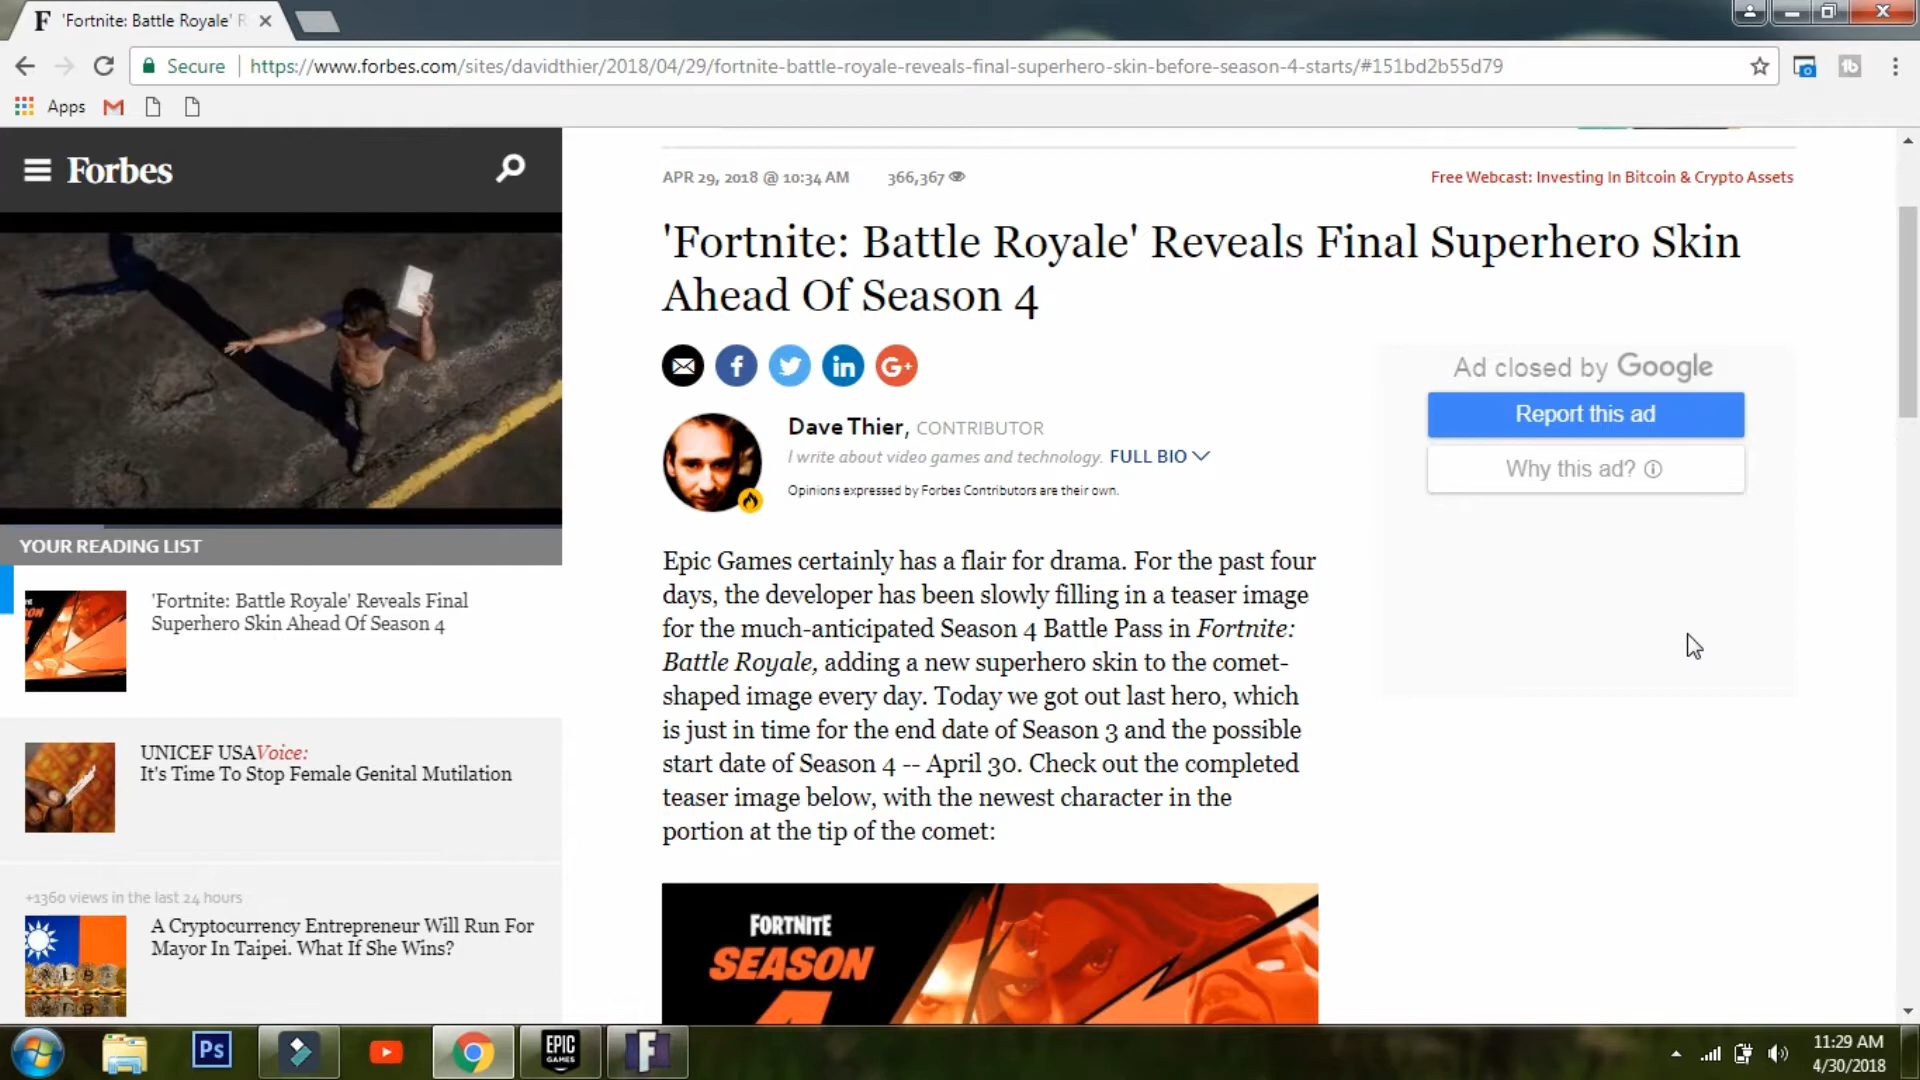 'Fortnite: Battle Royale' R
Secure
https://www.forbes.com/sites/davidthier/2018/04/29/fortnite-battle-royale-reveals-final-superhero-skin-before-season-4-starts/#151bd2b55d79
Apps
Forbes
YOUR READING LIST
'Fortnite: Battle Royale' Reveals Final
Superhero Skin Ahead Of Season 4
UNICEF USAVoice:
It's Time To Stop Female Genital Mutilation
+1360 views in the last 24 hours
A Cryptocurrency Entrepreneur Will Run For
Mayor In Taipei. What If She Wins?
APR 29, 2018 @ 10:34 AM
366,367
Free Webcast: Investing In Bitcoin & Crypto Assets
'Fortnite: Battle Royale' Reveals Final Superhero Skin
Ahead Of Season 4
Dave Thier, CONTRIBUTOR
I write about video games and technology. FULL BIO
Opinions expressed by Forbes Contributors are their own.
Ad closed by Google
Report this ad
Why this ad?
Epic Games certainly has a flair for drama. For the past four
days, the developer has been slowly filling in a teaser image
for the much-anticipated Season 4 Battle Pass in Fortnite:
Battle Royale, adding a new superhero skin to the comet-
shaped image every day. Today we got out last hero, which
is just in time for the end date of Season 3 and the possible
start date of Season 4 -- April 30. Check out the completed
teaser image below, with the newest character in the
portion at the tip of the comet:
FORTNITE
SEASON
4
Ps
EPIC
GAMES
F
11:29 AM
4/30/2018